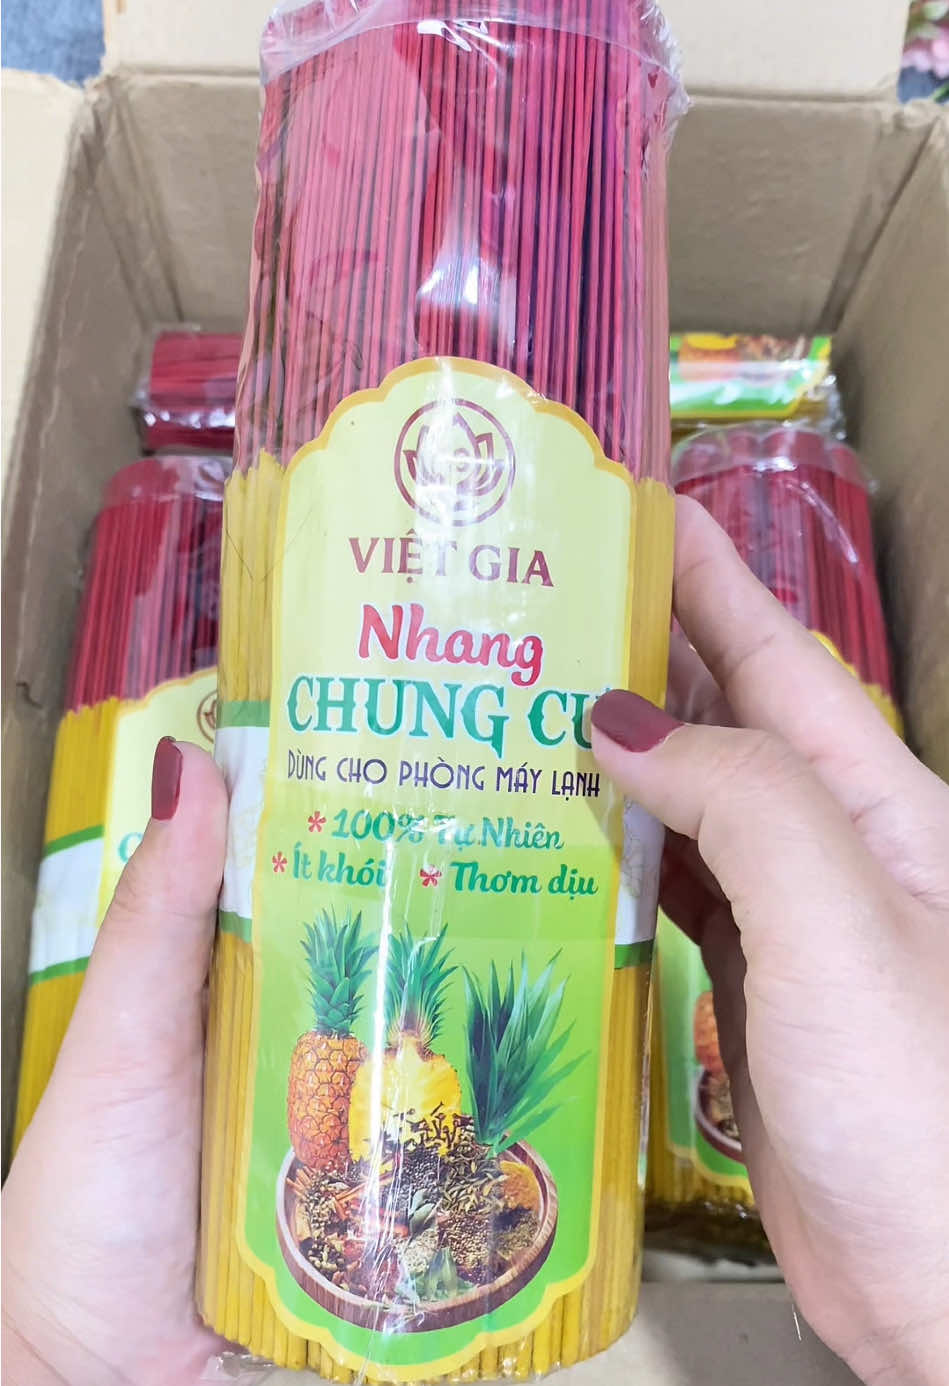 VIỆT GIA
Nhang
CHUNG CƯ
DÙNG CHO PHÒNG MÁY LẠNH
* 100% Tự Nhiên
* Ít khói * Thơm dịu